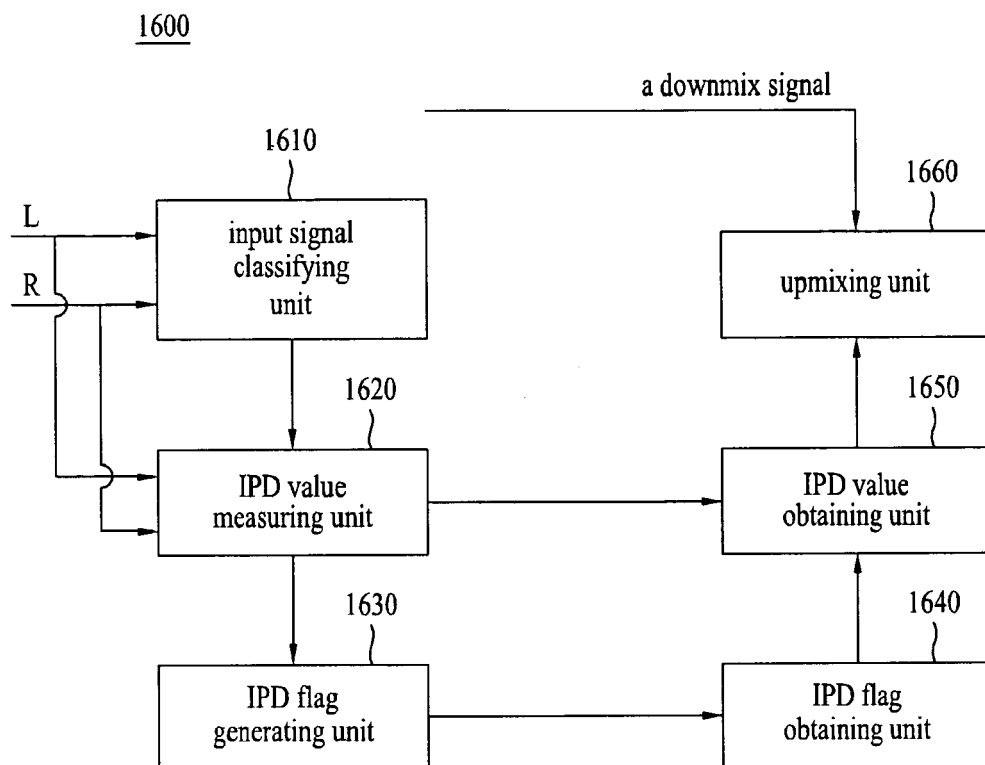 1600
a downmix signal
1610
1660
L
R
input signal
classifying
unit
upmixing unit
1620
1650
IPD value
measuring unit
IPD value
obtaining unit
1630
1640
IPD flag
generating unit
IPD flag
obtaining unit